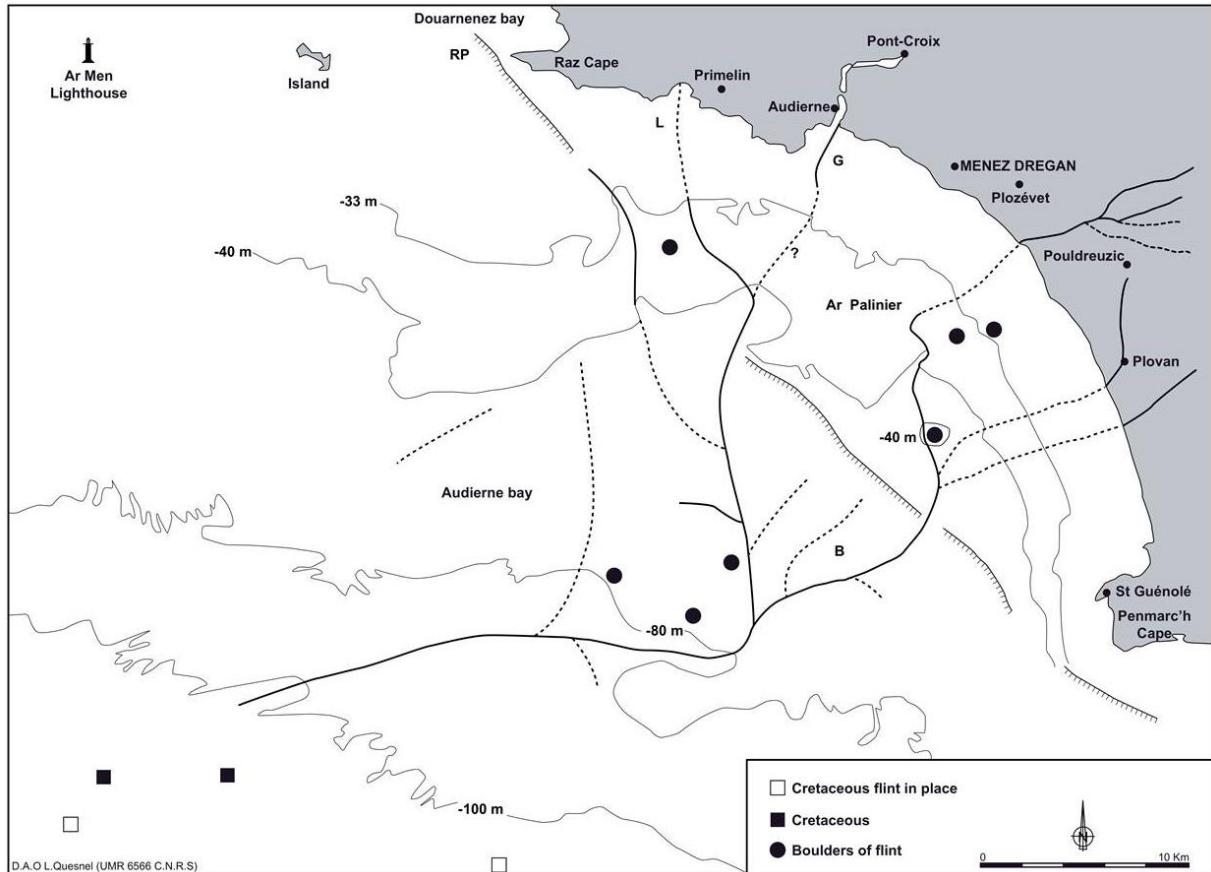 Douarnenez bay
RP
Ar Men
Lighthouse
Island
Raz Cape
Primelin
Pont-Croix
Audierne
L
G
MENEZ DREGAN
Plozévet
-33 m
-40 m
?
Pouldreuzic
Ar Palinier
Plovan
-40 m
Audierne bay
B
St Guénolé
Penmarc'h
Cape
-80 m
-100 m
Cretaceous flint in place
Cretaceous
Boulders of flint
N
0 10 Km
D.A.O L.Quesnel (UMR 6566 C.N.R.S)